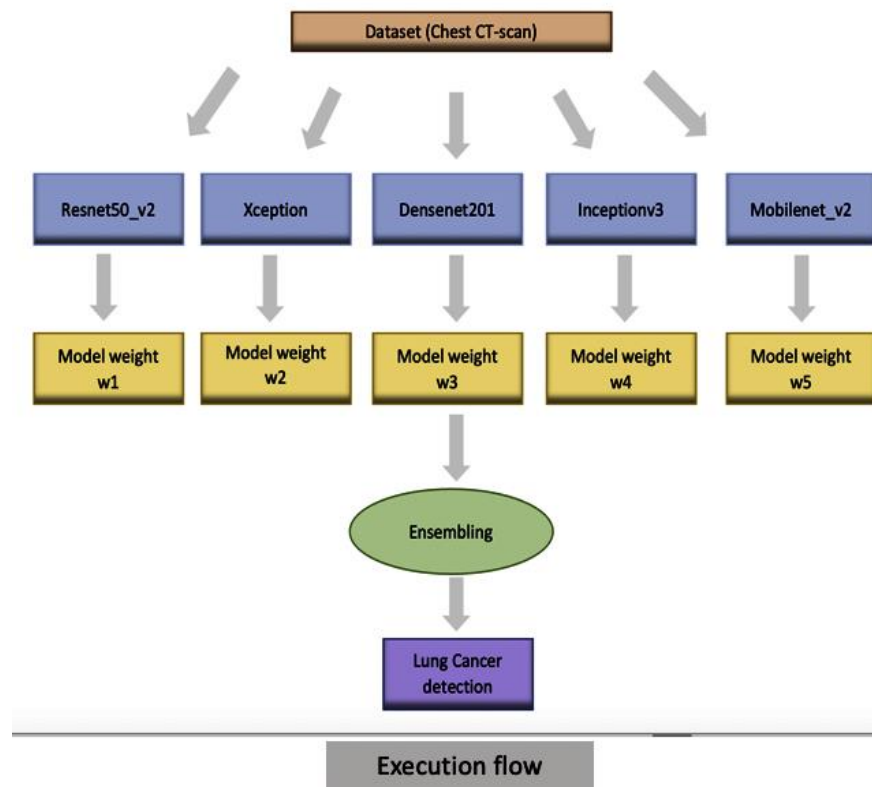 Dataset (Chest CT-scan)
Resnet50_v2
Xception
Densenet201
Inceptionv3
Mobilenet_v2
Model weight
w1
Model weight
w2
Model weight
w3
Model weight
w4
Model weight
w5
Ensembling
Lung Cancer
detection
Execution flow